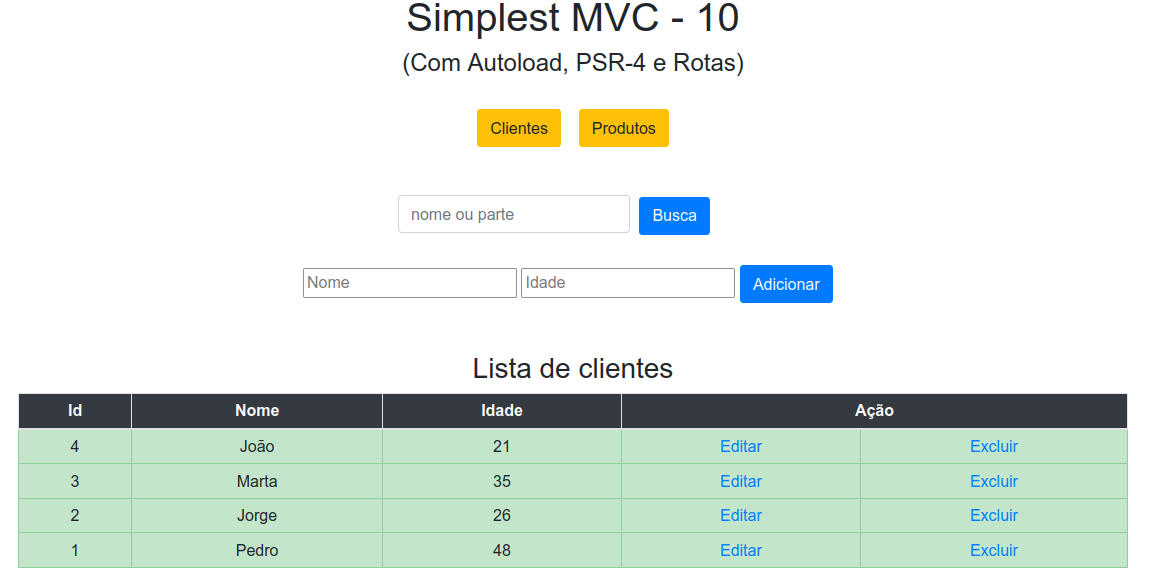 Simplest MVC - 10
(Com Autoload, PSR-4 e Rotas)
Clientes Produtos
nome ou parte Busca
Nome Idade Adicionar
Lista de clientes
Id Nome Idade Ação
4 João 21 Editar Excluir
3 Marta 35 Editar Excluir
2 Jorge 26 Editar Excluir
1 Pedro 48 Editar Excluir